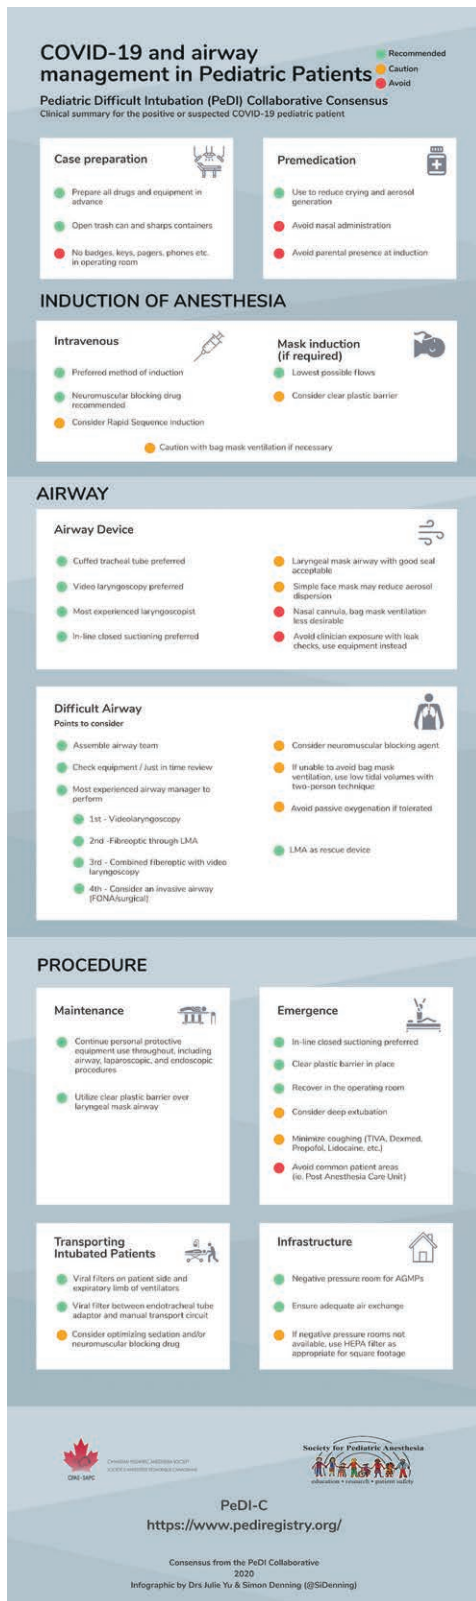 COVID-19 and airway
management in Pediatric Patients
Recommended
Caution
Avoid
Pediatric Difficult Intubation (PeDI) Collaborative Consensus
Clinical summary for the positive or suspected COVID-19 pediatric patient
Case preparation
Prepare all drugs and equipment in
advance
Open trash can and sharps containers
No badges, keys, pagers, phones etc.
in operating room
Premedication
Use to reduce crying and aerosol
generation
Avoid nasal administration
Avoid parental presence at induction
INDUCTION OF ANESTHESIA
Intravenous
Preferred method of induction
Neuromuscular blocking drug
recommended
Consider Rapid Sequence Induction
Mask induction
(if required)
Lowest possible flows
Consider clear plastic barrier
Caution with bag mask ventilation if necessary
AIRWAY
Airway Device
Cuffed tracheal tube preferred
Video laryngoscopy preferred
Most experienced laryngoscopist
In-line closed suctioning preferred
Laryngeal mask airway with good seal
acceptable
Simple face mask may reduce aerosol
dispersion
Nasal cannula, bag mask ventilation
less desirable
Avoid clinician exposure with leak
checks, use equipment instead
Difficult Airway
Points to consider
Assemble airway team
Check equipment / Just in time review
Most experienced airway manager to
perform
1st - Videolaryngoscopy
2nd -Fibreoptic through LMA
3rd - Combined fibereoptic with video
laryngoscopy
4th - Consider an invasive airway
(FONA/surgical)
Consider neuromuscular blocking agent
If unable to avoid bag mask
ventilation, use low tidal volumes with
two-person technique
Avoid passive oxygenation if tolerated
LMA as rescue device
PROCEDURE
Maintenance
Continue personal protective
equipment use throughout, including
airway, laparoscopic, and endoscopic
procedures
Utilize clear plastic barrier over
laryngeal mask airway
Emergence
In-line closed suctioning preferred
Clear plastic barrier in place
Recover in the operating room
Consider deep extubation
Minimize coughing (TIVA, Dexmed,
Propofol, Lidocaine, etc.)
Avoid common patient areas
(ie. Post Anesthesia Care Unit)
Transporting
Intubated Patients
Viral filters on patient side and
expiratory limb of ventilators
Viral filter between endotracheal tube
adaptor and manual transport circuit
Consider optimizing sedation and/or
neuromuscular blocking drug
Infrastructure
Negative pressure room for AGMPs
Ensure adequate air exchange
If negative pressure rooms not
available, use HEPA filter as
appropriate for square footage
CPAS-SAPC
CANADIAN PEDIATRIC ANESTHESIA SOCIETY
Society for Pediatric Anesthesia
education • research • patient safety
PeDI-C
https://www.pediregistry.org/
Consensus from the PeDI Collaborative
2020
Infographic by Drs Julie Yu & Simon Denning (@SiDenning)